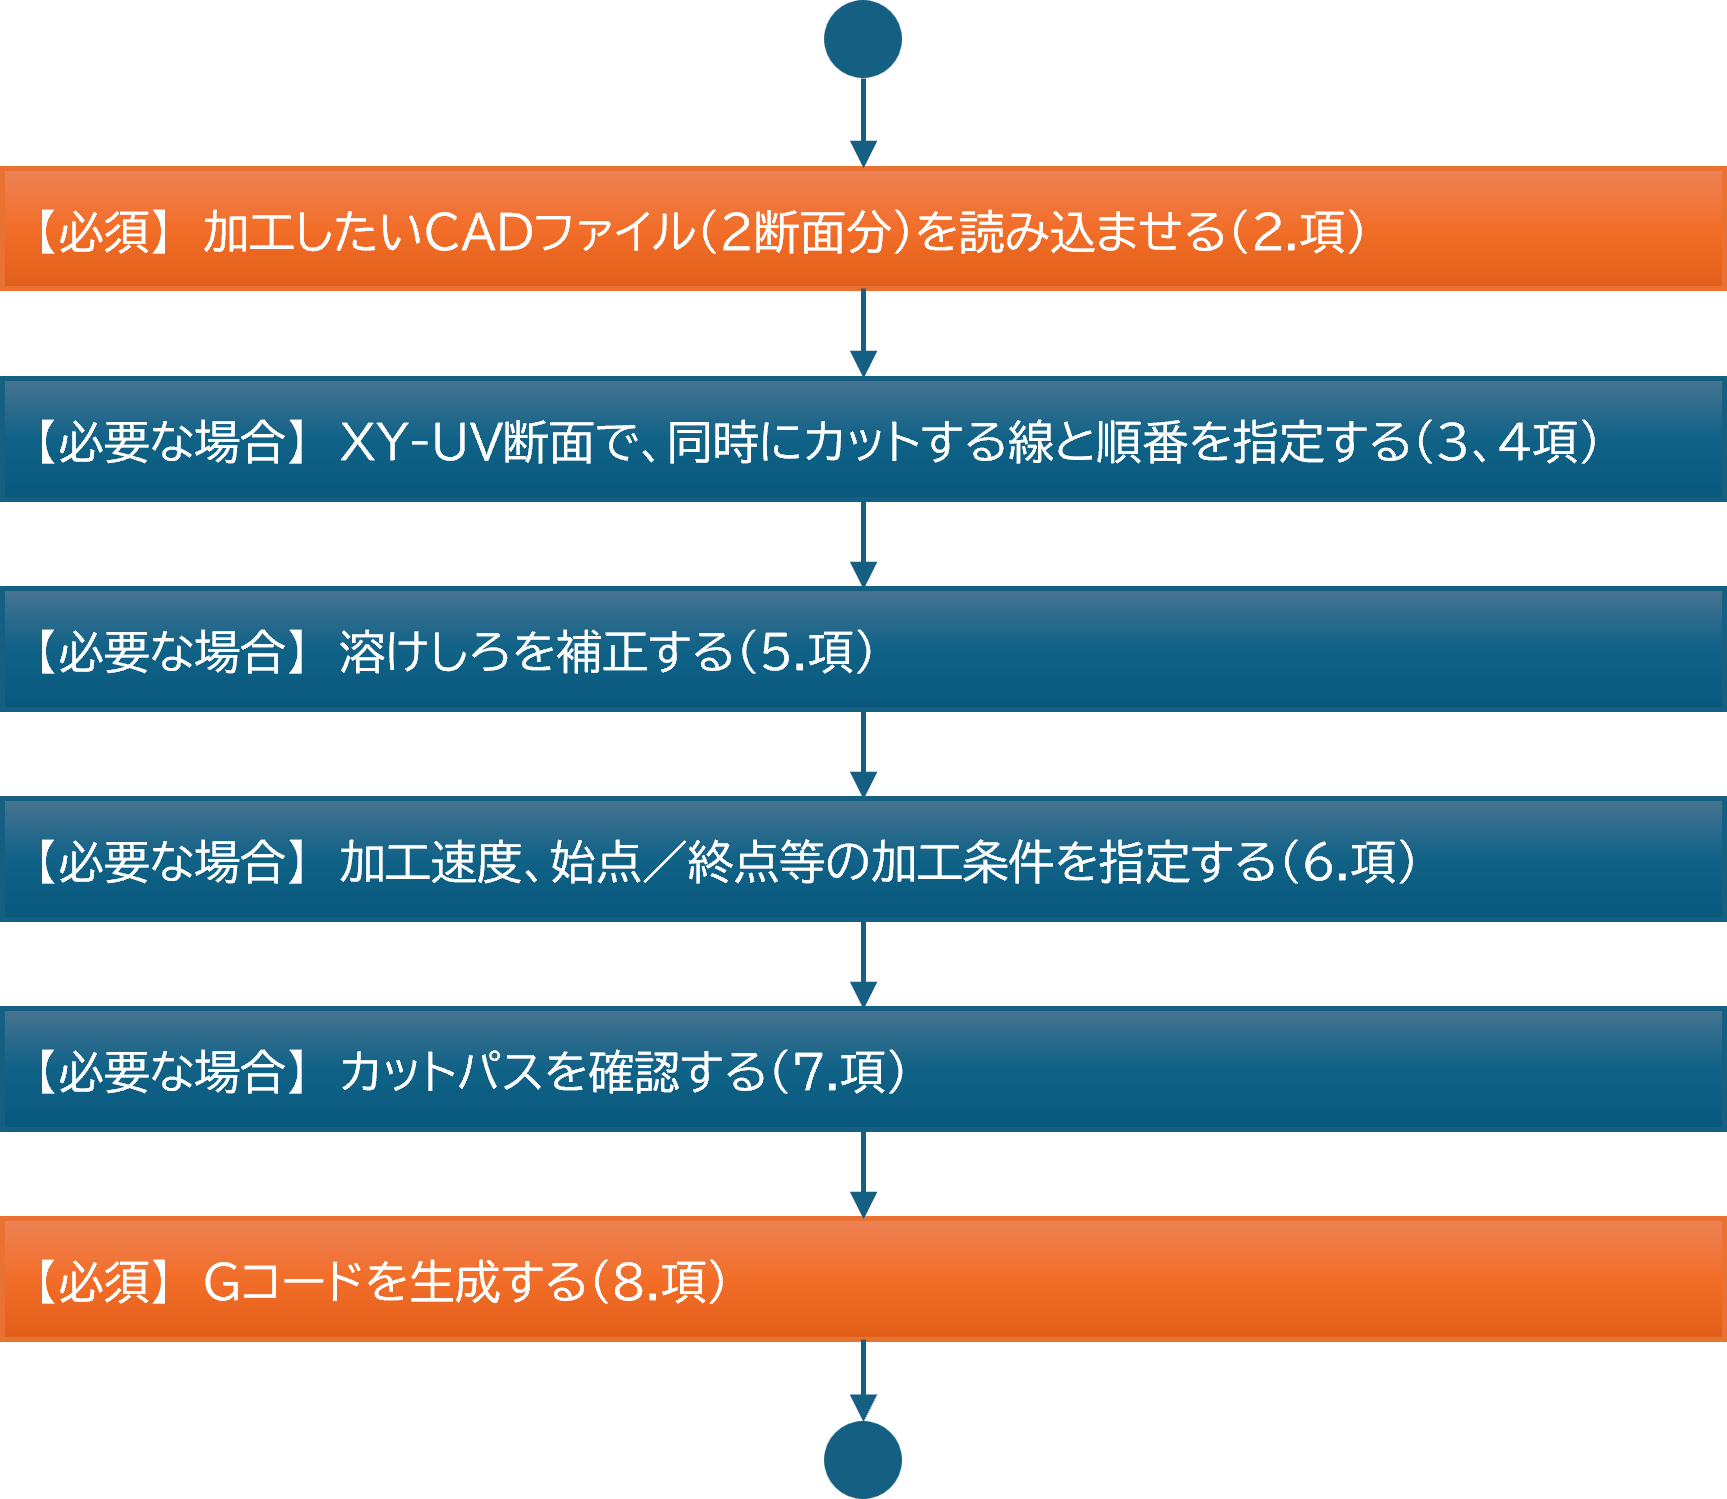 【必須】 加工したいCADファイル(2断面分)を読み込ませる(2.項)
【必要な場合】 XY-UV断面で、同時にカットする線と順番を指定する(3、4項)
【必要な場合】 溶けしろを補正する(5.項)
【必要な場合】 加工速度、始点／終点等の加工条件を指定する(6.項)
【必要な場合】 カットパスを確認する(7.項)
【必須】 Gコードを生成する(8.項)